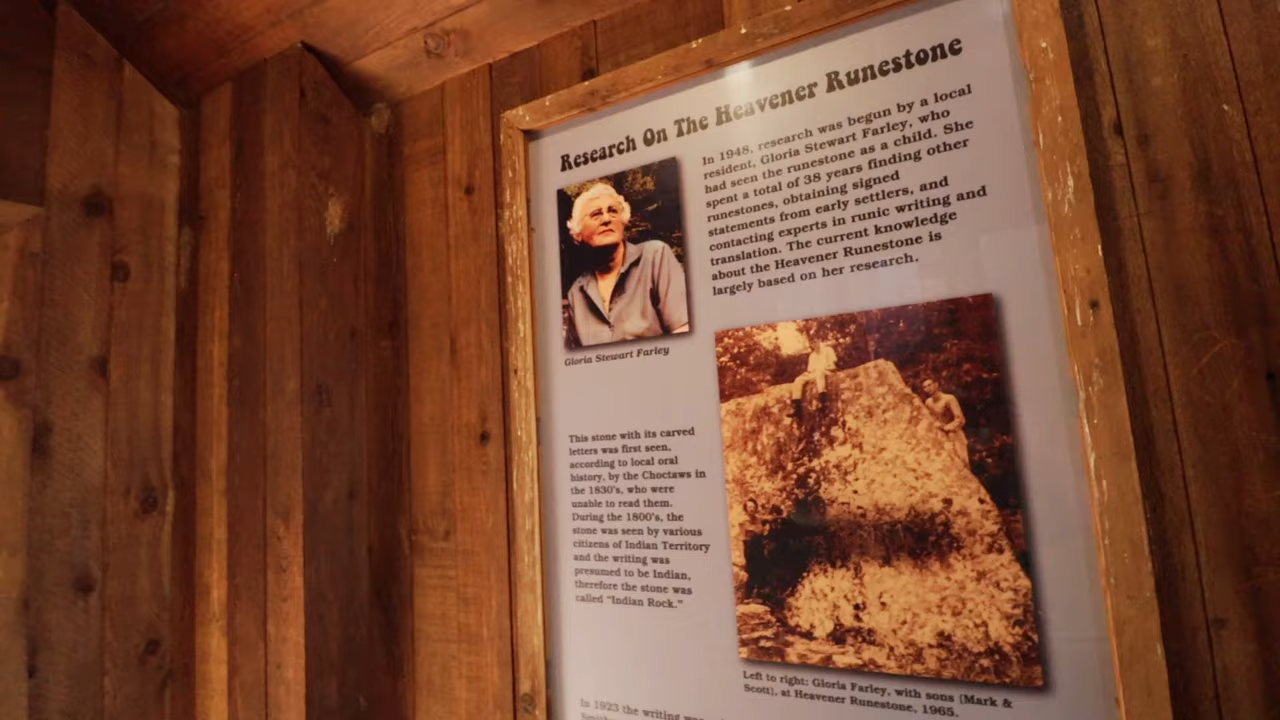 Research On The Heavener Runestone
In 1948, research was begun by a local
resident, Gloria Stewart Farley, who
had seen the runestone as a child. She
spent a total of 38 years finding other
runestones, obtaining signed
statements from early settlers, and
contacting experts in runic writing and
translation. The current knowledge
about the Heavener Runestone is
largely based on her research.
Gloria Stewart Farley
This stone with its carved
letters was first seen,
according to local oral
history, by the Choctaws in
the 1830's, who were
unable to read them.
During the 1800's, the
stone was seen by various
citizens of Indian Territory
and the writing was
presumed to be Indian,
therefore the stone was
called "Indian Rock."
Left to right: Gloria Farley, with sons (Mark &
Scott), at Heavener Runestone, 1965.
In 1923 the writing was